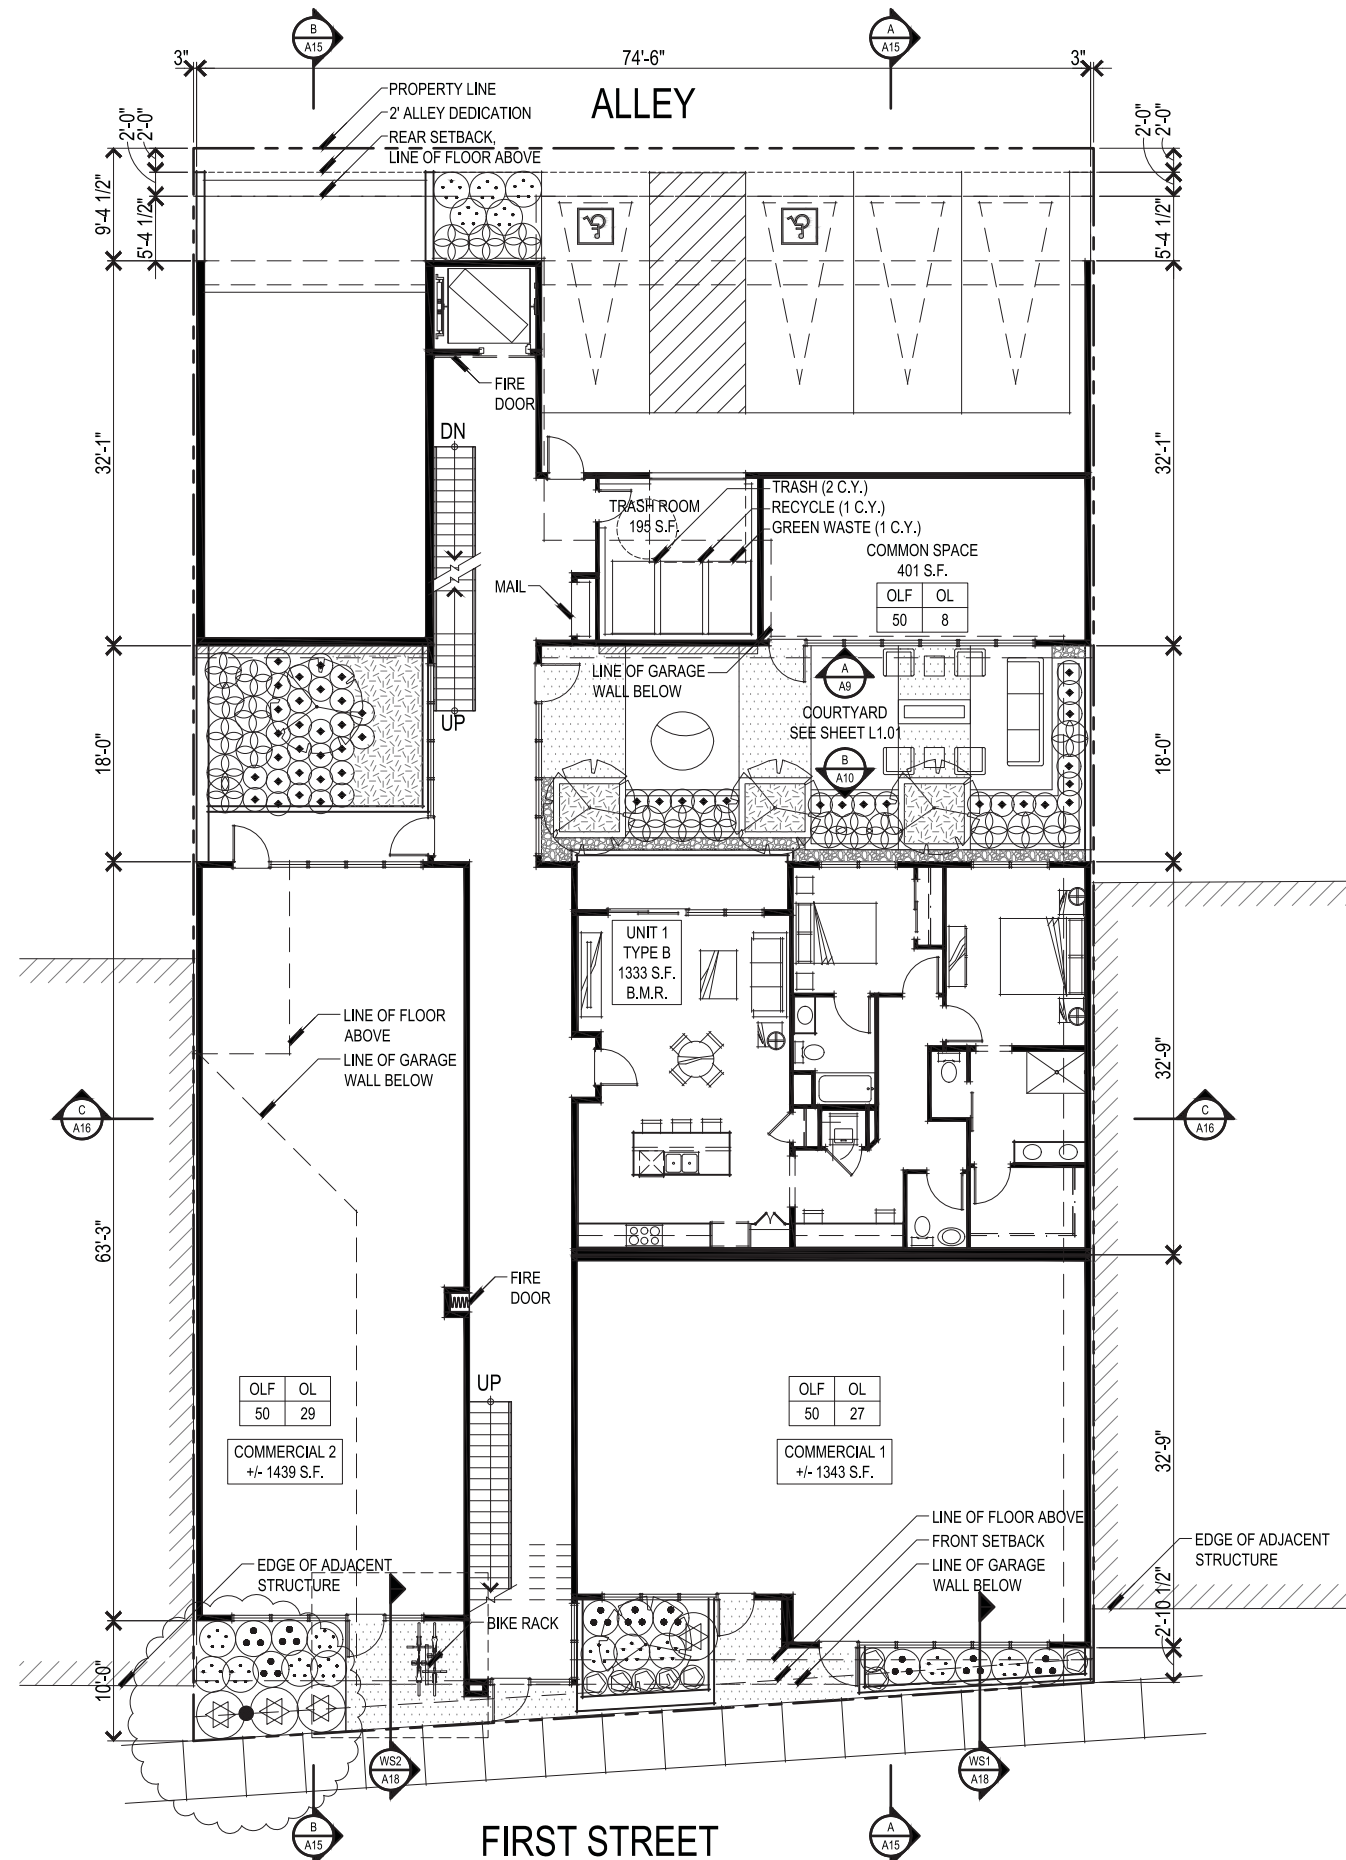 B
A15
A
A15
3"
74'-6"
3"
PROPERTY LINE
2' ALLEY DEDICATION
REAR SETBACK,
LINE OF FLOOR ABOVE
ALLEY
2'-0"
2'-0"
2'-0"
2'-0"
9'-4 1/2"
5'-4 1/2"
5'-4 1/2"
FIRE
DOOR
DN
32'-1"
32'-1"
TRASH ROOM
195 S.F.
TRASH (2 C.Y.)
RECYCLE (1 C.Y.)
GREEN WASTE (1 C.Y.)
COMMON SPACE
401 S.F.
OLF OL
50 8
MAIL
LINE OF GARAGE
WALL BELOW
A
A9
UP
COURTYARD
SEE SHEET L1.01
B
A10
18'-0"
18'-0"
UNIT 1
TYPE B
1333 S.F.
B.M.R.
LINE OF FLOOR
ABOVE
LINE OF GARAGE
WALL BELOW
32'-9"
C
A16
C
A16
63'-3"
FIRE
DOOR
UP
OLF OL
50 29
COMMERCIAL 2
+/- 1439 S.F.
OLF OL
50 27
COMMERCIAL 1
+/- 1343 S.F.
32'-9"
LINE OF FLOOR ABOVE
FRONT SETBACK
LINE OF GARAGE
WALL BELOW
EDGE OF ADJACENT
STRUCTURE
EDGE OF ADJACENT
STRUCTURE
BIKE RACK
2'-10 1/2"
10'-0"
WS2
A18
WS1
A18
B
A15
FIRST STREET
A
A15